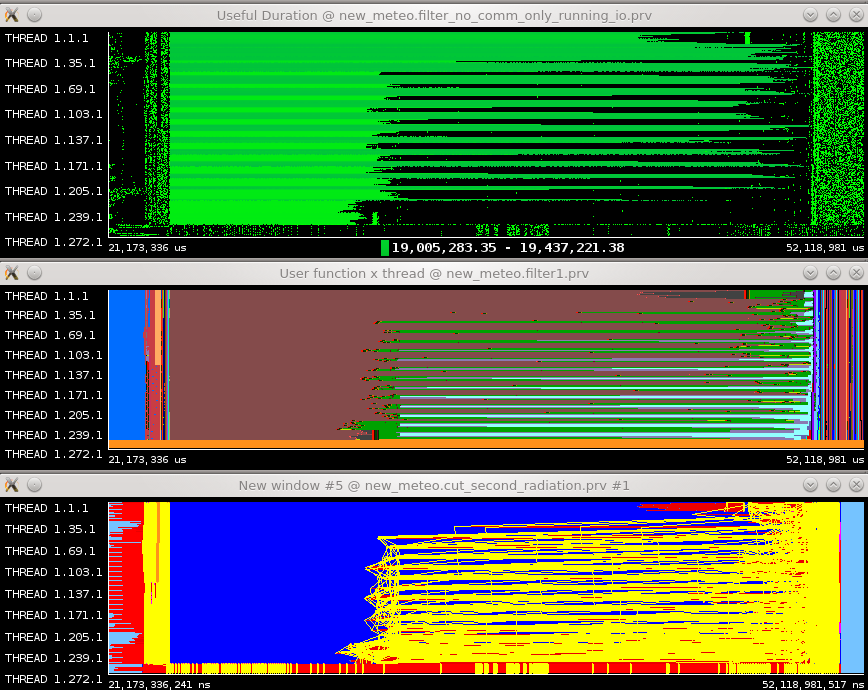 Useful Duration @ new_meteo.filter_no_comm_only_running_io.prv
THREAD 1.1.1
THREAD 1.35.1
THREAD 1.69.1
THREAD 1.103.1
THREAD 1.137.1
THREAD 1.171.1
THREAD 1.205.1
THREAD 1.239.1
THREAD 1.272.1
21,173,336 us 19,005,283.35 - 19,437,221.38 52,118,981 us
User function x thread @ new_meteo.filter1.prv
THREAD 1.1.1
THREAD 1.35.1
THREAD 1.69.1
THREAD 1.103.1
THREAD 1.137.1
THREAD 1.171.1
THREAD 1.205.1
THREAD 1.239.1
THREAD 1.272.1
21,173,336 us 52,118,981 us
New window #5 @ new_meteo.cut_second_radiation.prv #1
THREAD 1.1.1
THREAD 1.35.1
THREAD 1.69.1
THREAD 1.103.1
THREAD 1.137.1
THREAD 1.171.1
THREAD 1.205.1
THREAD 1.239.1
THREAD 1.272.1
21,173,336,241 ns 52,118,981,517 ns